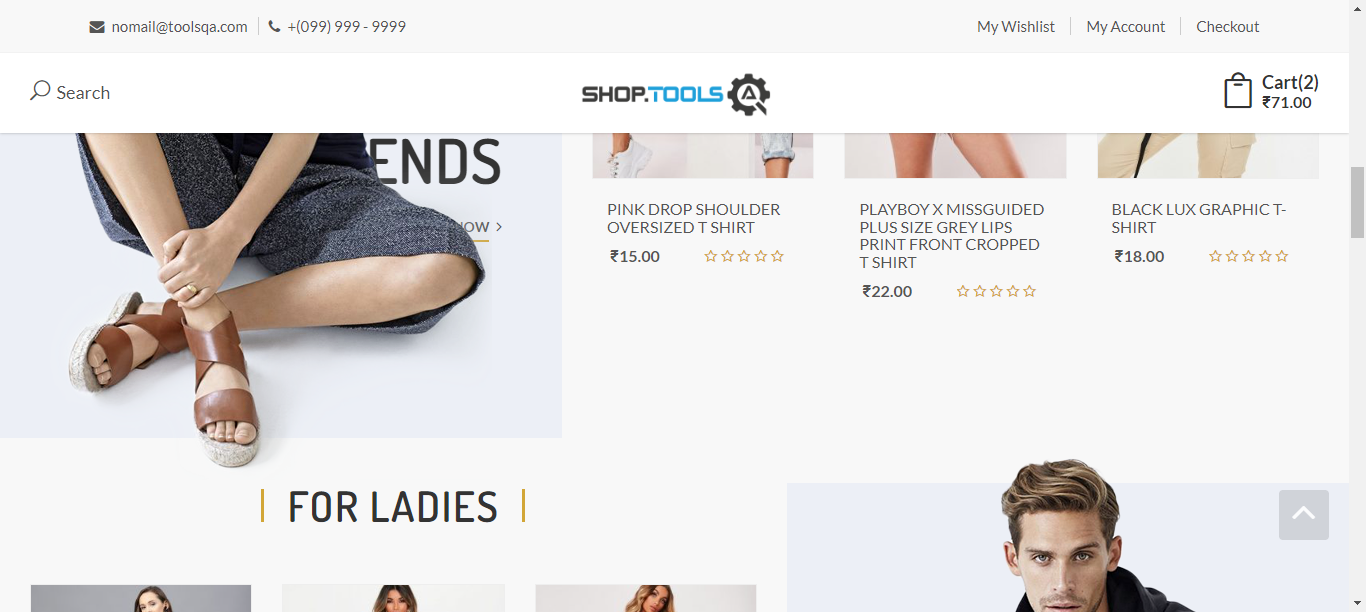 nomail@toolsqa.com
+(099) 999 - 9999
My Wishlist
My Account
Checkout
Search
SHOP.TOOLS
Cart(2)
₹71.00
ENDS
NOW
PINK DROP SHOULDER
OVERSIZED T SHIRT
₹15.00
PLAYBOY X MISSGUIDED
PLUS SIZE GREY LIPS
PRINT FRONT CROPPED
T SHIRT
₹22.00
BLACK LUX GRAPHIC T-
SHIRT
₹18.00
FOR LADIES